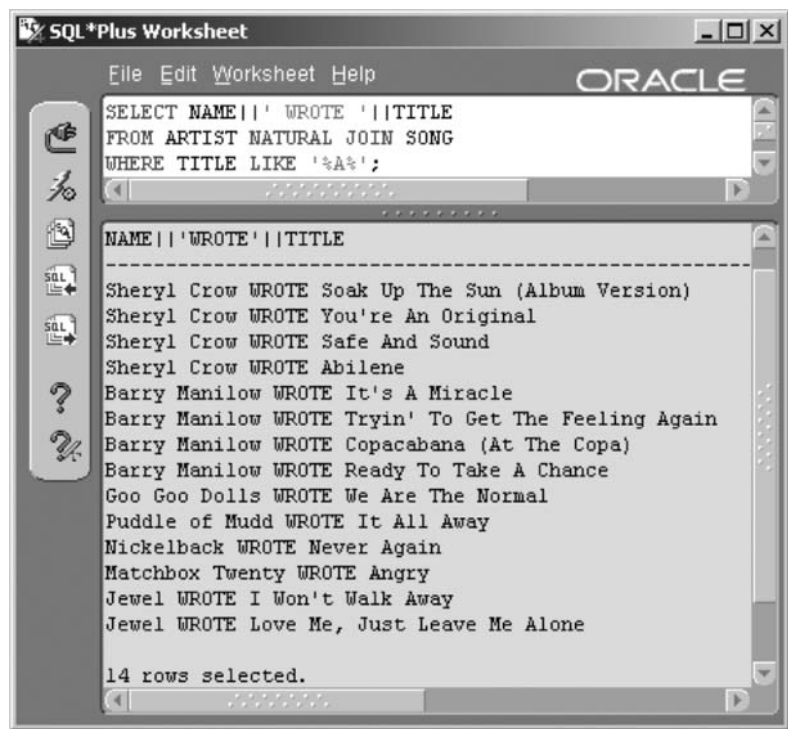 SQL*Plus Worksheet
File Edit Worksheet Help
ORACLE
SELECT NAME||' WROTE '||TITLE
FROM ARTIST NATURAL JOIN SONG
WHERE TITLE LIKE '%A%';
SQL
SQL
NAME||'WROTE'||TITLE
--------------------------------------------------------
Sheryl Crow WROTE Soak Up The Sun (Album Version)
Sheryl Crow WROTE You're An Original
Sheryl Crow WROTE Safe And Sound
Sheryl Crow WROTE Abilene
Barry Manilow WROTE It's A Miracle
Barry Manilow WROTE Tryin' To Get The Feeling Again
Barry Manilow WROTE Copacabana (At The Copa)
Barry Manilow WROTE Ready To Take A Chance
Goo Goo Dolls WROTE We Are The Normal
Puddle of Mudd WROTE It All Away
Nickelback WROTE Never Again
Matchbox Twenty WROTE Angry
Jewel WROTE I Won't Walk Away
Jewel WROTE Love Me, Just Leave Me Alone
14 rows selected.